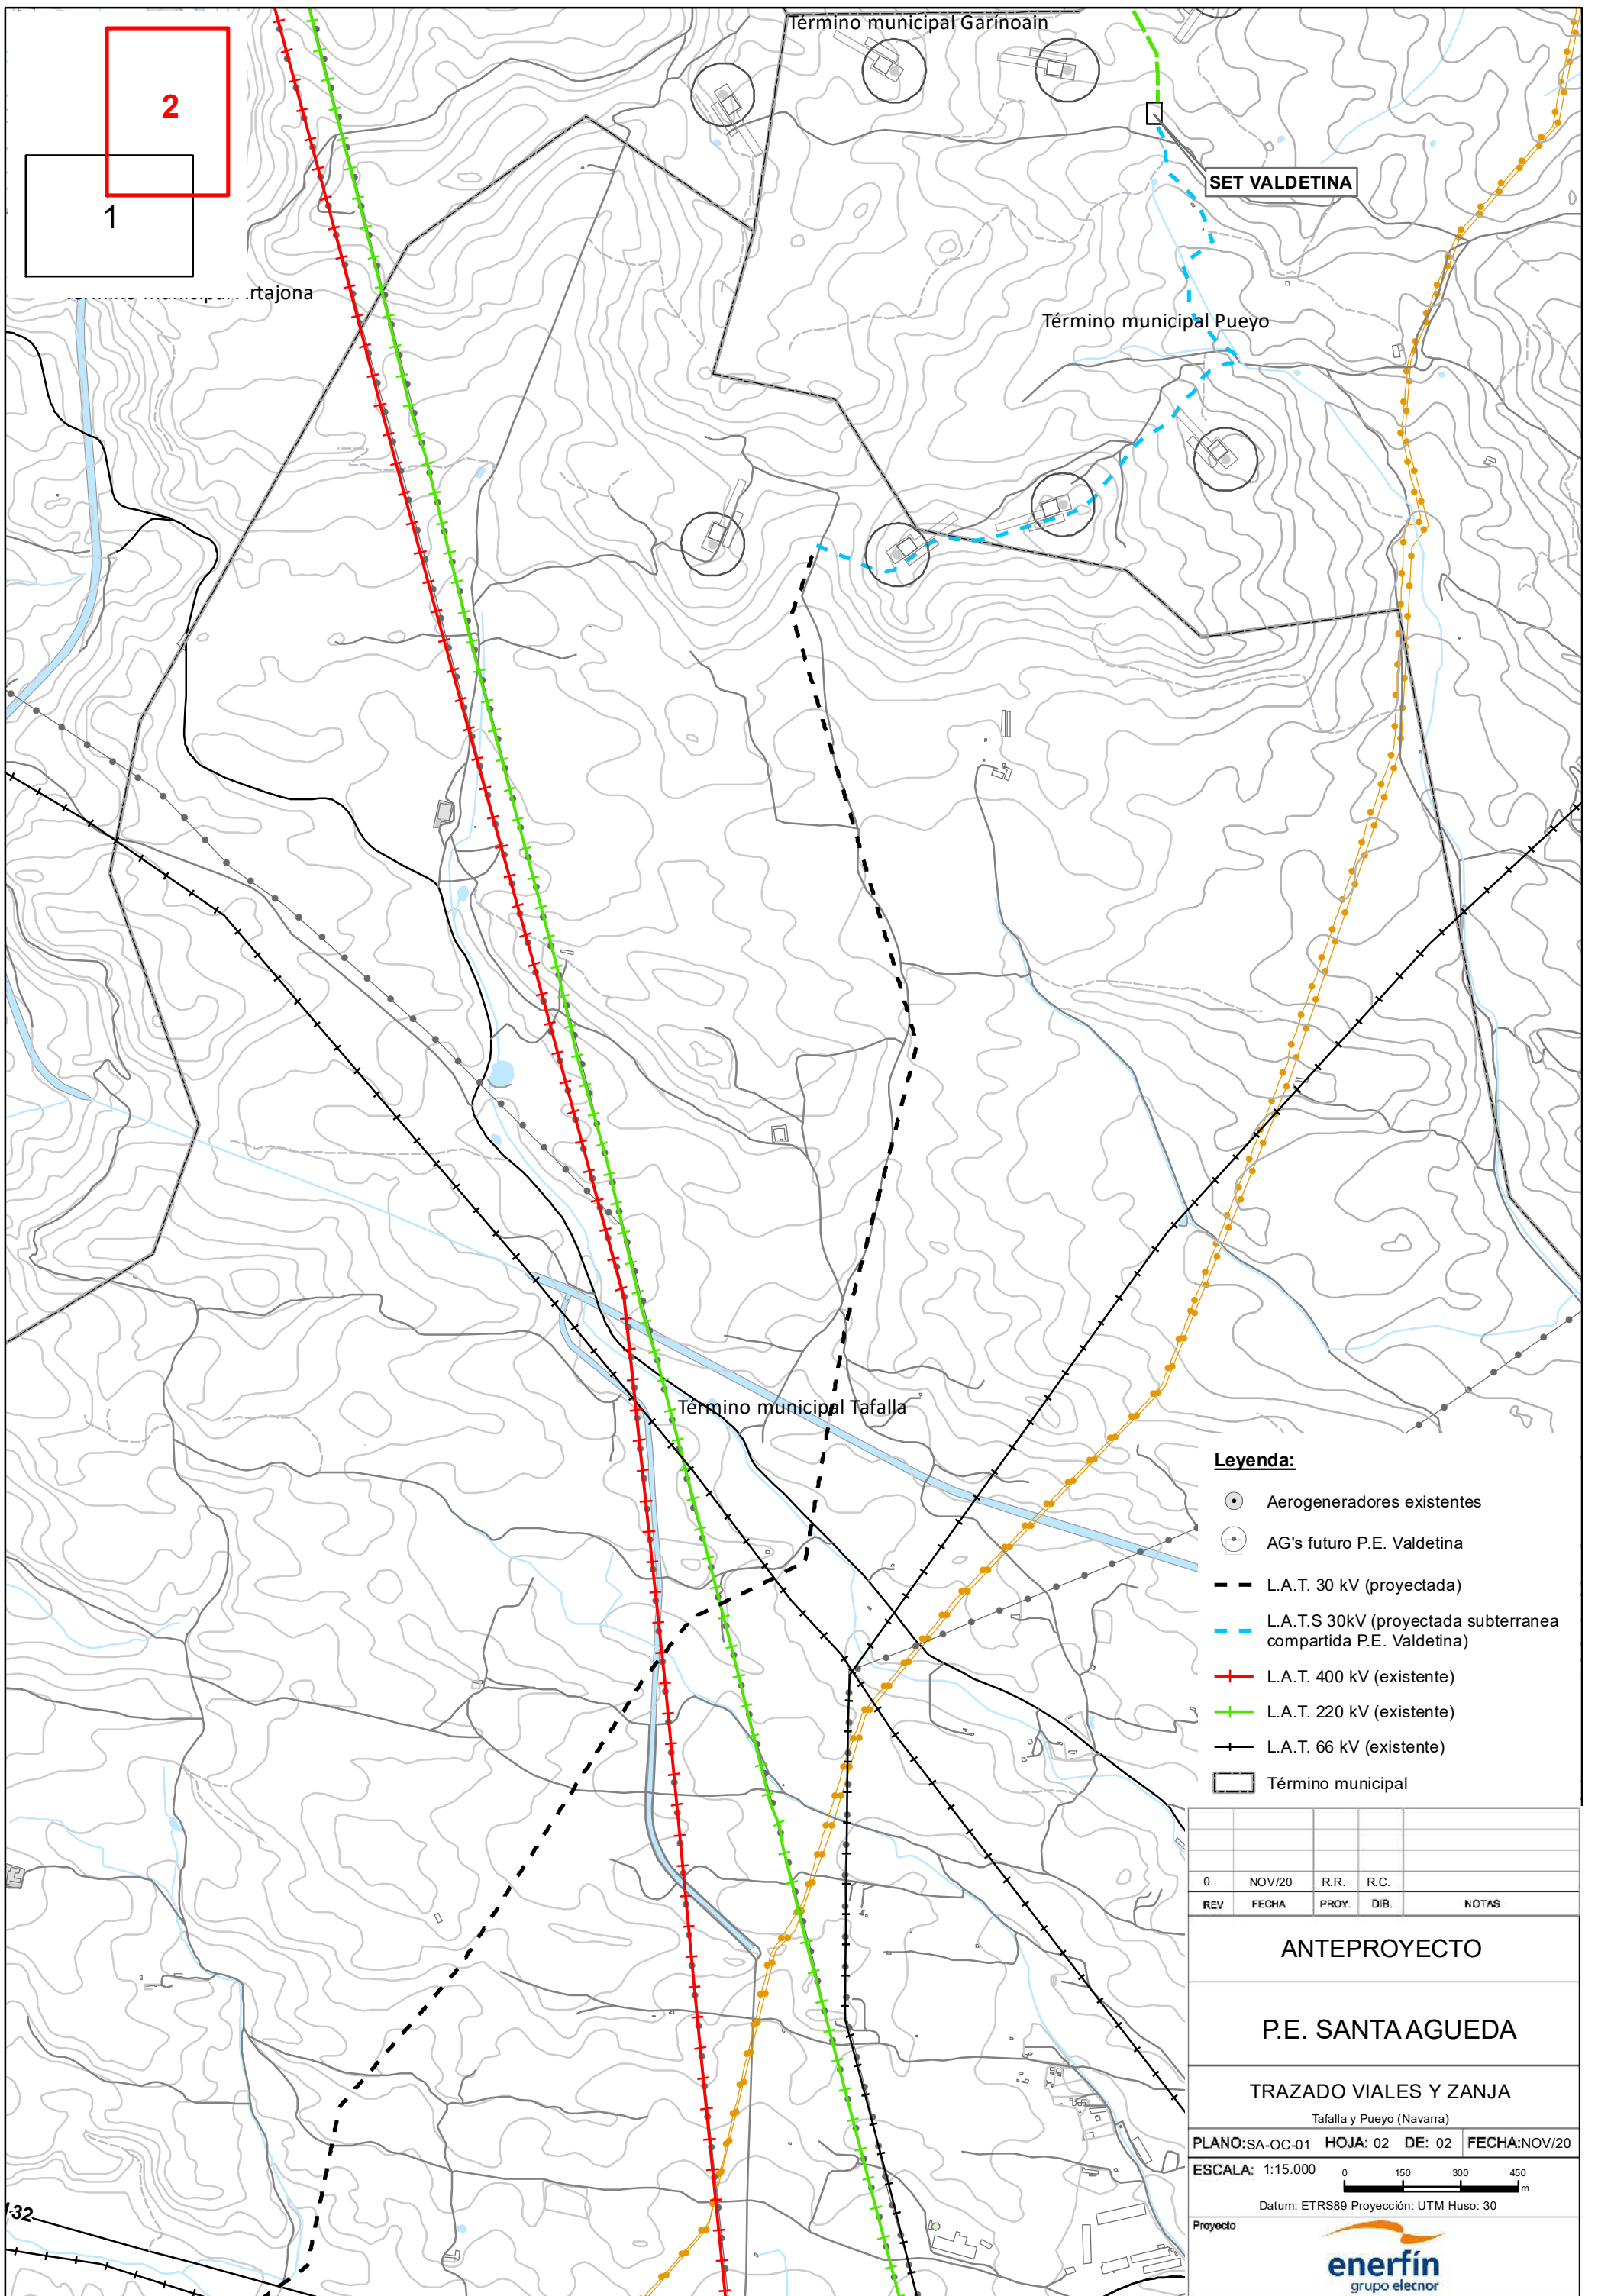 Término municipal Garínoain
2
1
SET VALDETINA
rtajona
Término municipal Pueyo
Término municipal Tafalla
Leyenda:
Aerogeneradores existentes
AG's futuro P.E. Valdetina
L.A.T. 30 kV (proyectada)
L.A.T.S 30kV (proyectada subterranea
compartida P.E. Valdetina)
L.A.T. 400 kV (existente)
L.A.T. 220 kV (existente)
L.A.T. 66 kV (existente)
Término municipal
0 NOV/20 R.R. R.C.
REV FECHA PROY. DIB. NOTAS
ANTEPROYECTO
P.E. SANTA AGUEDA
TRAZADO VIALES Y ZANJA
Tafalla y Pueyo (Navarra)
PLANO: SA-OC-01 HOJA: 02 DE: 02 FECHA: NOV/20
ESCALA: 1:15.000 0 150 300 450 m
Datum: ETRS89 Proyección: UTM Huso: 30
Proyecto
enerfín
grupo elecnor